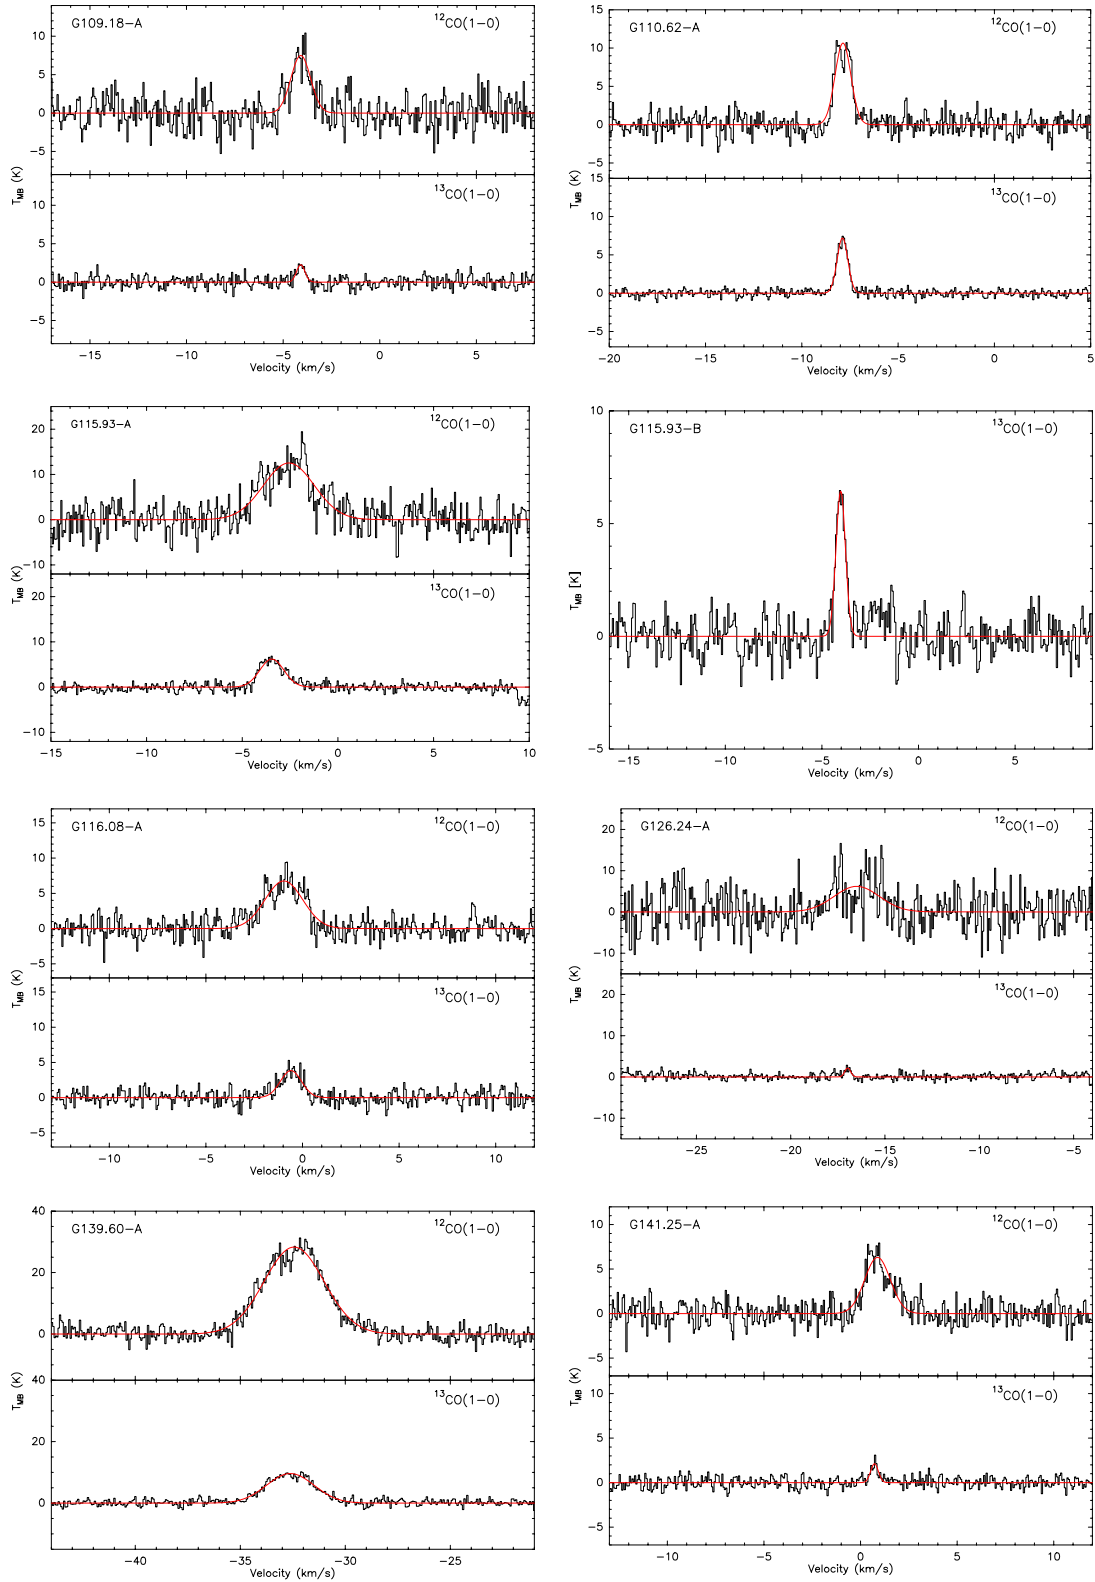 G109.18-A
¹²CO(1-0)
10
5
0
-5
T_MB (K)
¹³CO(1-0)
10
5
0
-5
-15 -10 -5 0 5
Velocity (km/s)
G110.62-A
¹²CO(1-0)
15
10
5
0
-5
T_MB (K)
¹³CO(1-0)
15
10
5
0
-5
-20 -15 -10 -5 0 5
Velocity (km/s)
G115.93-A
¹²CO(1-0)
20
10
0
-10
T_MB (K)
¹³CO(1-0)
20
10
0
-10
-15 -10 -5 0 5 10
Velocity (km/s)
G115.93-B
¹³CO(1-0)
10
5
0
-5
T_MB [K]
-15 -10 -5 0 5
Velocity (km/s)
G116.08-A
¹²CO(1-0)
15
10
5
0
-5
T_MB (K)
¹³CO(1-0)
15
10
5
0
-5
-10 -5 0 5 10
Velocity (km/s)
G126.24-A
¹²CO(1-0)
20
10
0
-10
T_MB (K)
¹³CO(1-0)
20
10
0
-10
-25 -20 -15 -10 -5
Velocity (km/s)
G139.60-A
¹²CO(1-0)
40
20
0
T_MB (K)
¹³CO(1-0)
40
20
0
-40 -35 -30 -25
Velocity (km/s)
G141.25-A
¹²CO(1-0)
10
5
0
-5
T_MB (K)
¹³CO(1-0)
10
5
0
-5
-10 -5 0 5 10
Velocity (km/s)